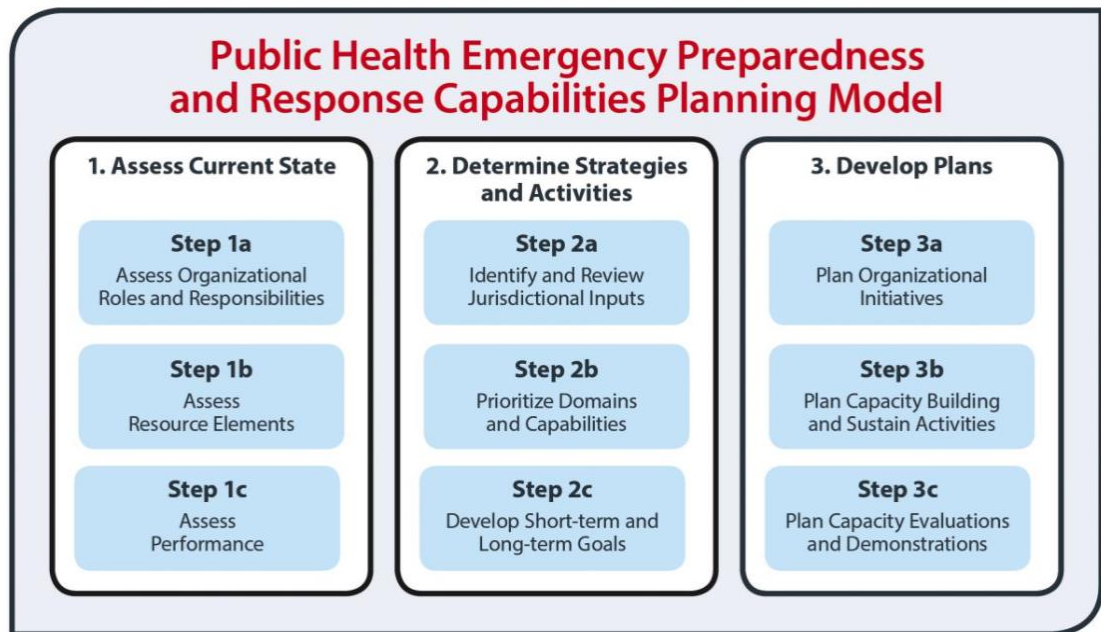 Public Health Emergency Preparedness
and Response Capabilities Planning Model
1. Assess Current State
Step 1a
Assess Organizational
Roles and Responsibilities
Step 1b
Assess
Resource Elements
Step 1c
Assess
Performance
2. Determine Strategies
and Activities
Step 2a
Identify and Review
Jurisdictional Inputs
Step 2b
Prioritize Domains
and Capabilities
Step 2c
Develop Short-term and
Long-term Goals
3. Develop Plans
Step 3a
Plan Organizational
Initiatives
Step 3b
Plan Capacity Building
and Sustain Activities
Step 3c
Plan Capacity Evaluations
and Demonstrations